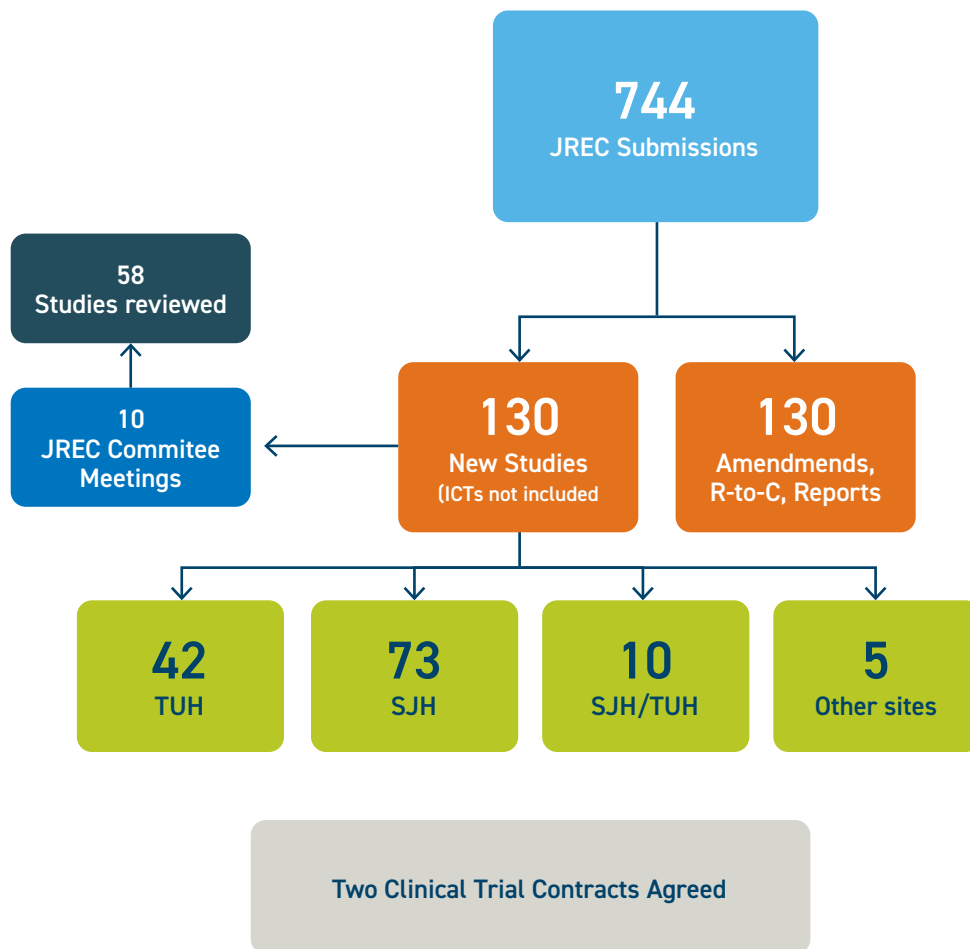 744
JREC Submissions
58
Studies reviewed
10
JREC Commitee
Meetings
130
New Studies
(ICTs not included
130
Amendments,
R-to-C, Reports
42
TUH
73
SJH
10
SJH/TUH
5
Other sites
Two Clinical Trial Contracts Agreed